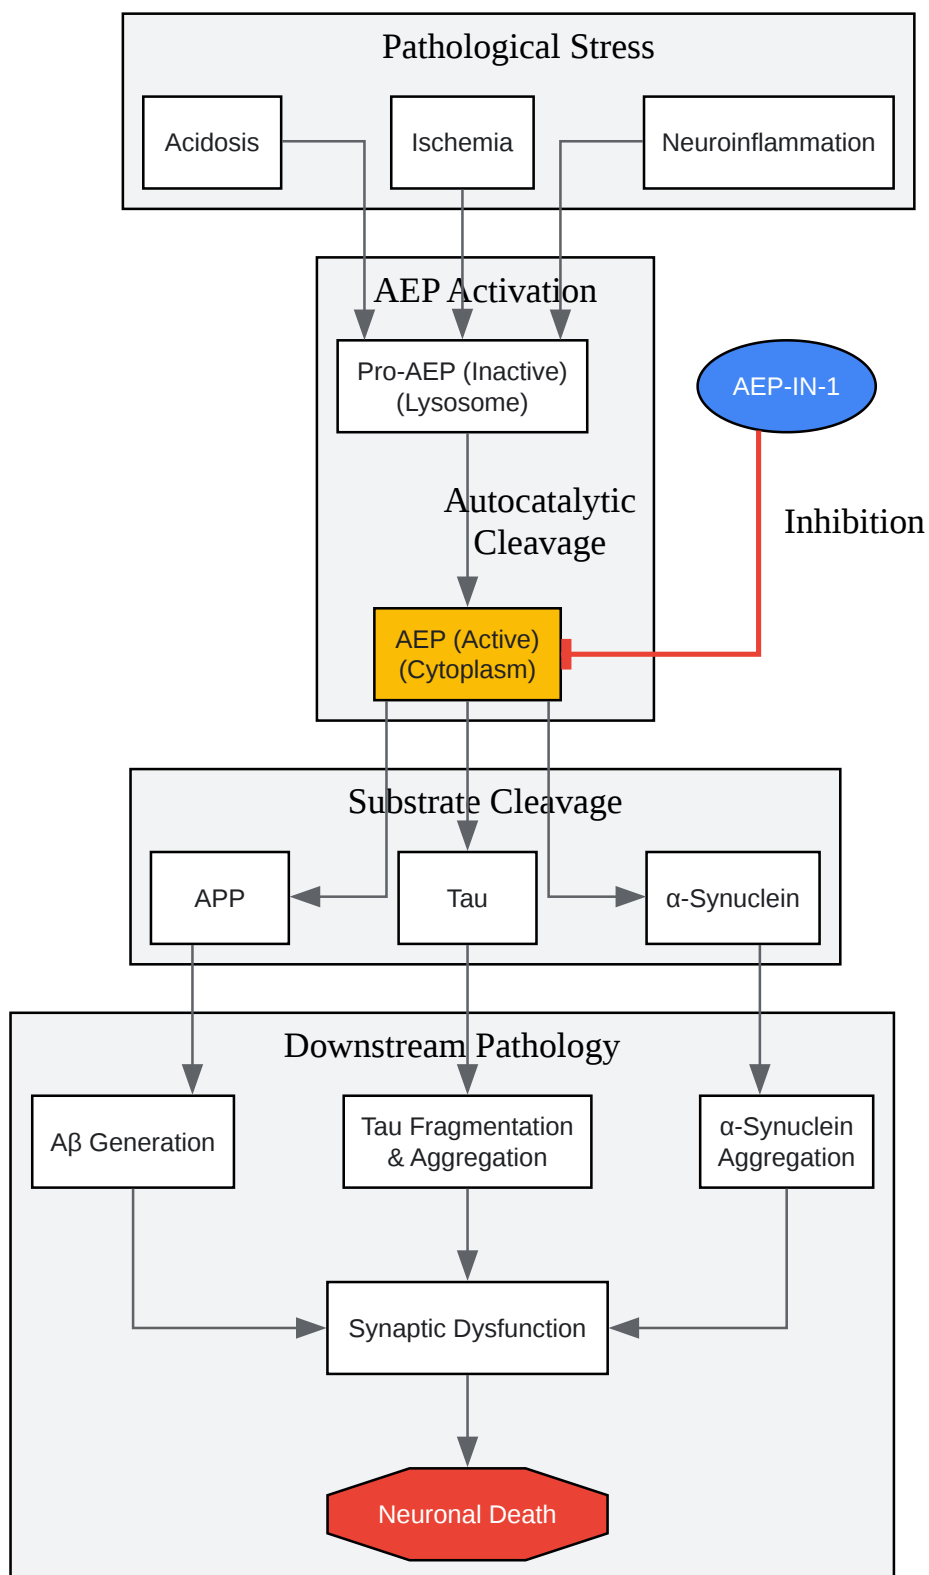 Pathological Stress
Acidosis
Ischemia
Neuroinflammation
AEP Activation
Pro-AEP (Inactive)
(Lysosome)
AEP-IN-1
Autocatalytic
Cleavage
Inhibition
AEP (Active)
(Cytoplasm)
Substrate Cleavage
APP
Tau
α-Synuclein
Downstream Pathology
Aβ Generation
Tau Fragmentation
& Aggregation
α-Synuclein
Aggregation
Synaptic Dysfunction
Neuronal Death